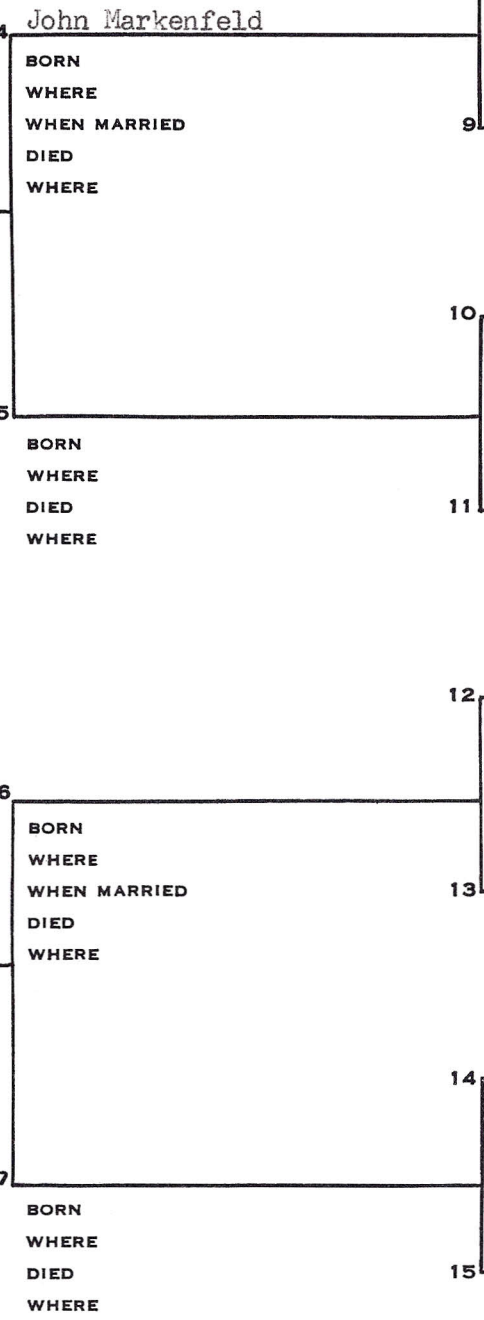 4 John Markenfeld
BORN
WHERE
WHEN MARRIED
9
DIED
WHERE
10
5
BORN
WHERE
DIED
11
WHERE
12
6
BORN
WHERE
WHEN MARRIED
13
DIED
WHERE
14
7
BORN
WHERE
DIED
15
WHERE